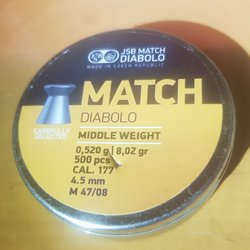 JSB MATCH
DIABOLO
MADE IN CZECH REPUBLIC
MATCH
DIABOLO
CAREFULLY
SELECTED
MIDDLE WEIGHT
0,520 g | 8,02 gr
500 pcs
CAL. 177
4.5 mm
M 47/08